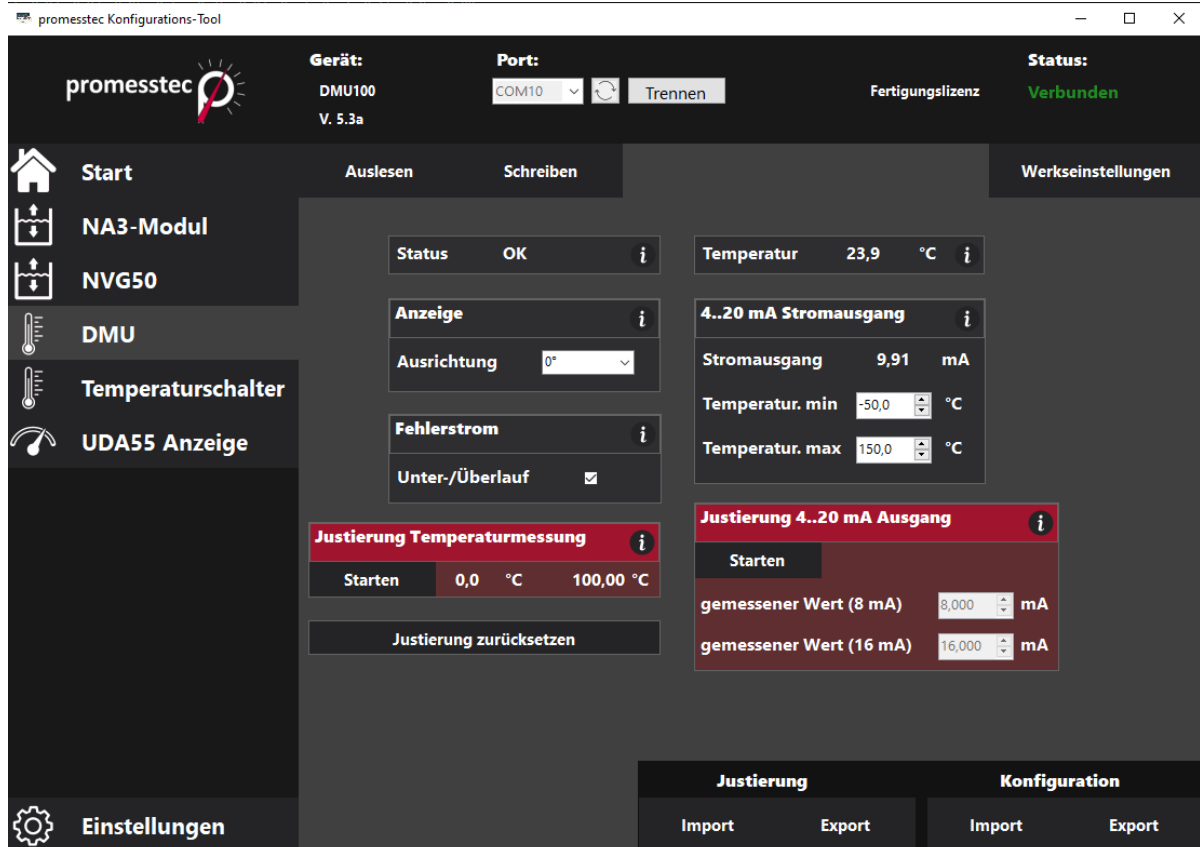 promesstec Konfigurations-Tool
promesstec
Gerät:
DMU100
V. 5.3a
Port:
COM10
Trennen
Fertigungslizenz
Status:
Verbunden
Start
NA3-Modul
NVG50
DMU
Temperaturschalter
UDA55 Anzeige
Einstellungen
Auslesen Schreiben Werkseinstellungen
Status OK i
Temperatur 23,9 °C i
Anzeige i
Ausrichtung 0°
4..20 mA Stromausgang i
Stromausgang 9,91 mA
Temperatur. min -50,0 °C
Temperatur. max 150,0 °C
Fehlerstrom i
Unter-/Überlauf
Justierung Temperaturmessung i
Starten 0,0 °C 100,00 °C
Justierung zurücksetzen
Justierung 4..20 mA Ausgang i
Starten
gemessener Wert (8 mA) 8,000 mA
gemessener Wert (16 mA) 16,000 mA
Justierung Konfiguration
Import Export Import Export